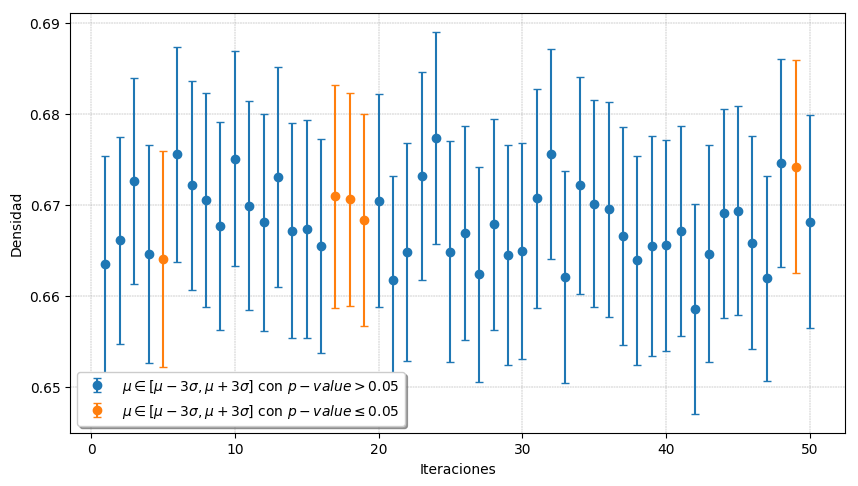 0.69
0.68
0.67
0.66
0.65
Densidad
μ ∈ [μ − 3σ, μ + 3σ] con p − value > 0.05
μ ∈ [μ − 3σ, μ + 3σ] con p − value ≤ 0.05
0 10 20 30 40 50
Iteraciones